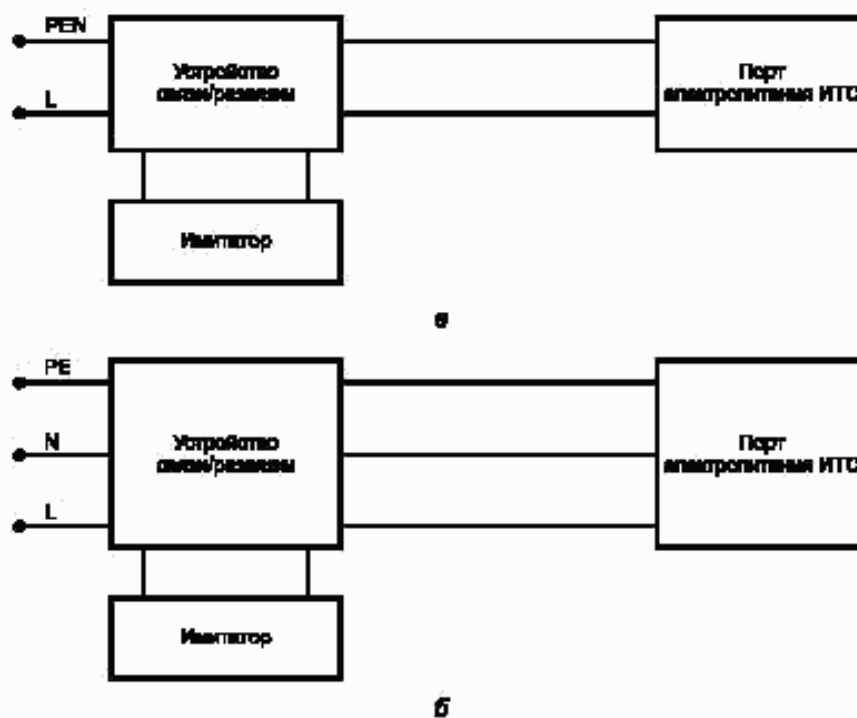 PEN
L
Устройство
связи/развязки
Порт
электропитания ИТС
Имитатор
а
PE
N
L
Устройство
связи/развязки
Порт
электропитания ИТС
Имитатор
б